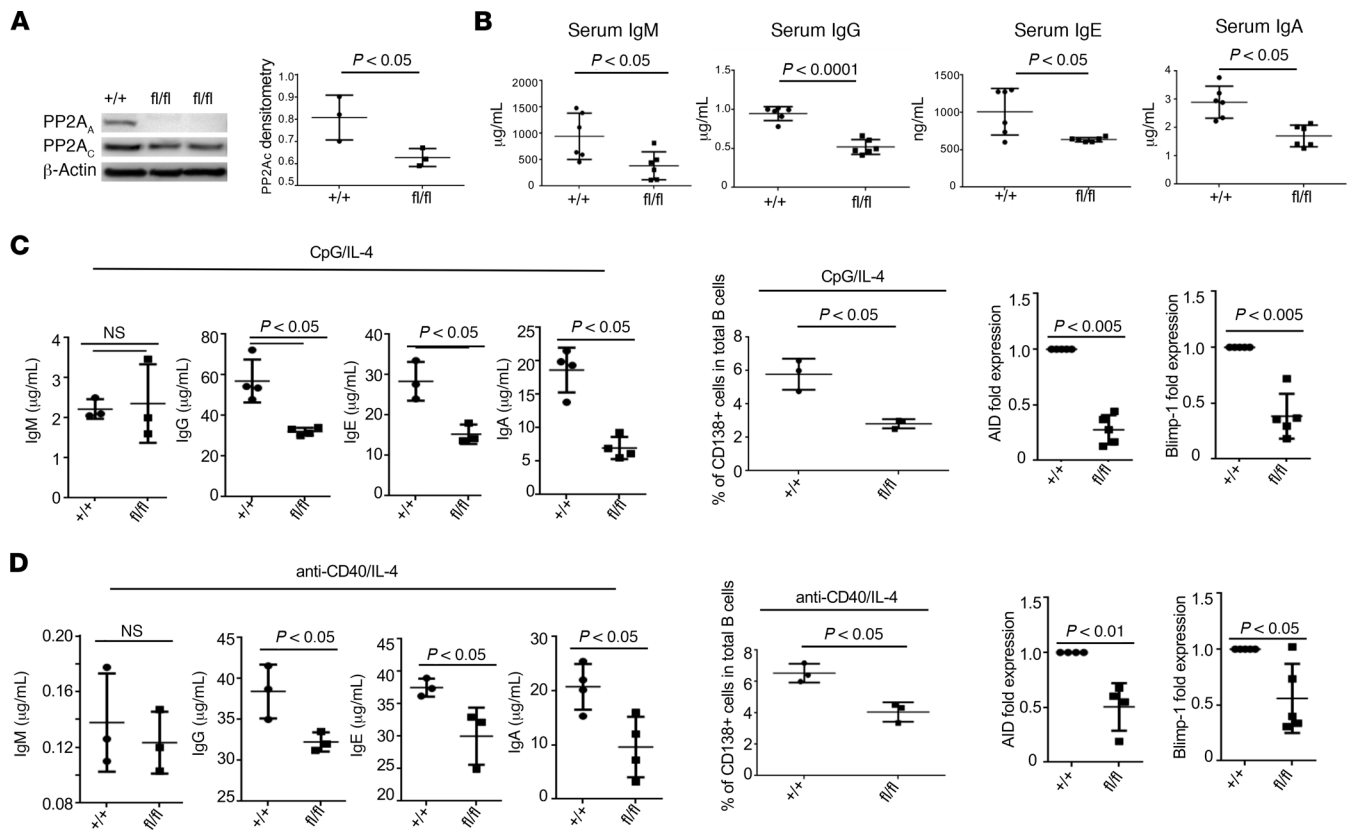 A
+/+ fl/fl fl/fl
PP2A_A
PP2A_C
β-Actin
PP2Ac densitometry
P < 0.05
1.0
0.9
0.8
0.7
0.6
0.5
+/+ fl/fl
B
Serum IgM
P < 0.05
µg/mL
2000
1500
1000
500
0
+/+ fl/fl
Serum IgG
P < 0.0001
µg/mL
1.5
1.0
0.5
0.0
+/+ fl/fl
Serum IgE
P < 0.05
ng/mL
1500
1000
500
0
+/+ fl/fl
Serum IgA
P < 0.05
µg/mL
4
3
2
1
0
+/+ fl/fl
C
CpG/IL-4
NS
IgM (µg/mL)
4
3
2
1
0
+/+ fl/fl
P < 0.05
IgG (µg/mL)
80
60
40
20
0
+/+ fl/fl
P < 0.05
IgE (µg/mL)
40
30
20
10
0
+/+ fl/fl
P < 0.05
IgA (µg/mL)
25
20
15
10
5
0
+/+ fl/fl
CpG/IL-4
P < 0.05
% of CD138+ cells in total B cells
8
6
4
2
0
+/+ fl/fl
P < 0.005
AID fold expression
1.5
1.0
0.5
0
+/+ fl/fl
P < 0.005
Blimp-1 fold expression
1.5
1.0
0.5
0
+/+ fl/fl
D
anti-CD40/IL-4
NS
IgM (µg/mL)
0.20
0.16
0.12
0.08
+/+ fl/fl
P < 0.05
IgG (µg/mL)
45
40
35
30
25
20
+/+ fl/fl
P < 0.05
IgE (µg/mL)
45
40
35
30
25
20
+/+ fl/fl
P < 0.05
IgA (µg/mL)
30
20
10
0
+/+ fl/fl
anti-CD40/IL-4
P < 0.05
% of CD138+ cells in total B cells
8
6
4
2
0
+/+ fl/fl
P < 0.01
AID fold expression
1.5
1.0
0.5
0
+/+ fl/fl
P < 0.05
Blimp-1 fold expression
1.5
1.0
0.5
0
+/+ fl/fl